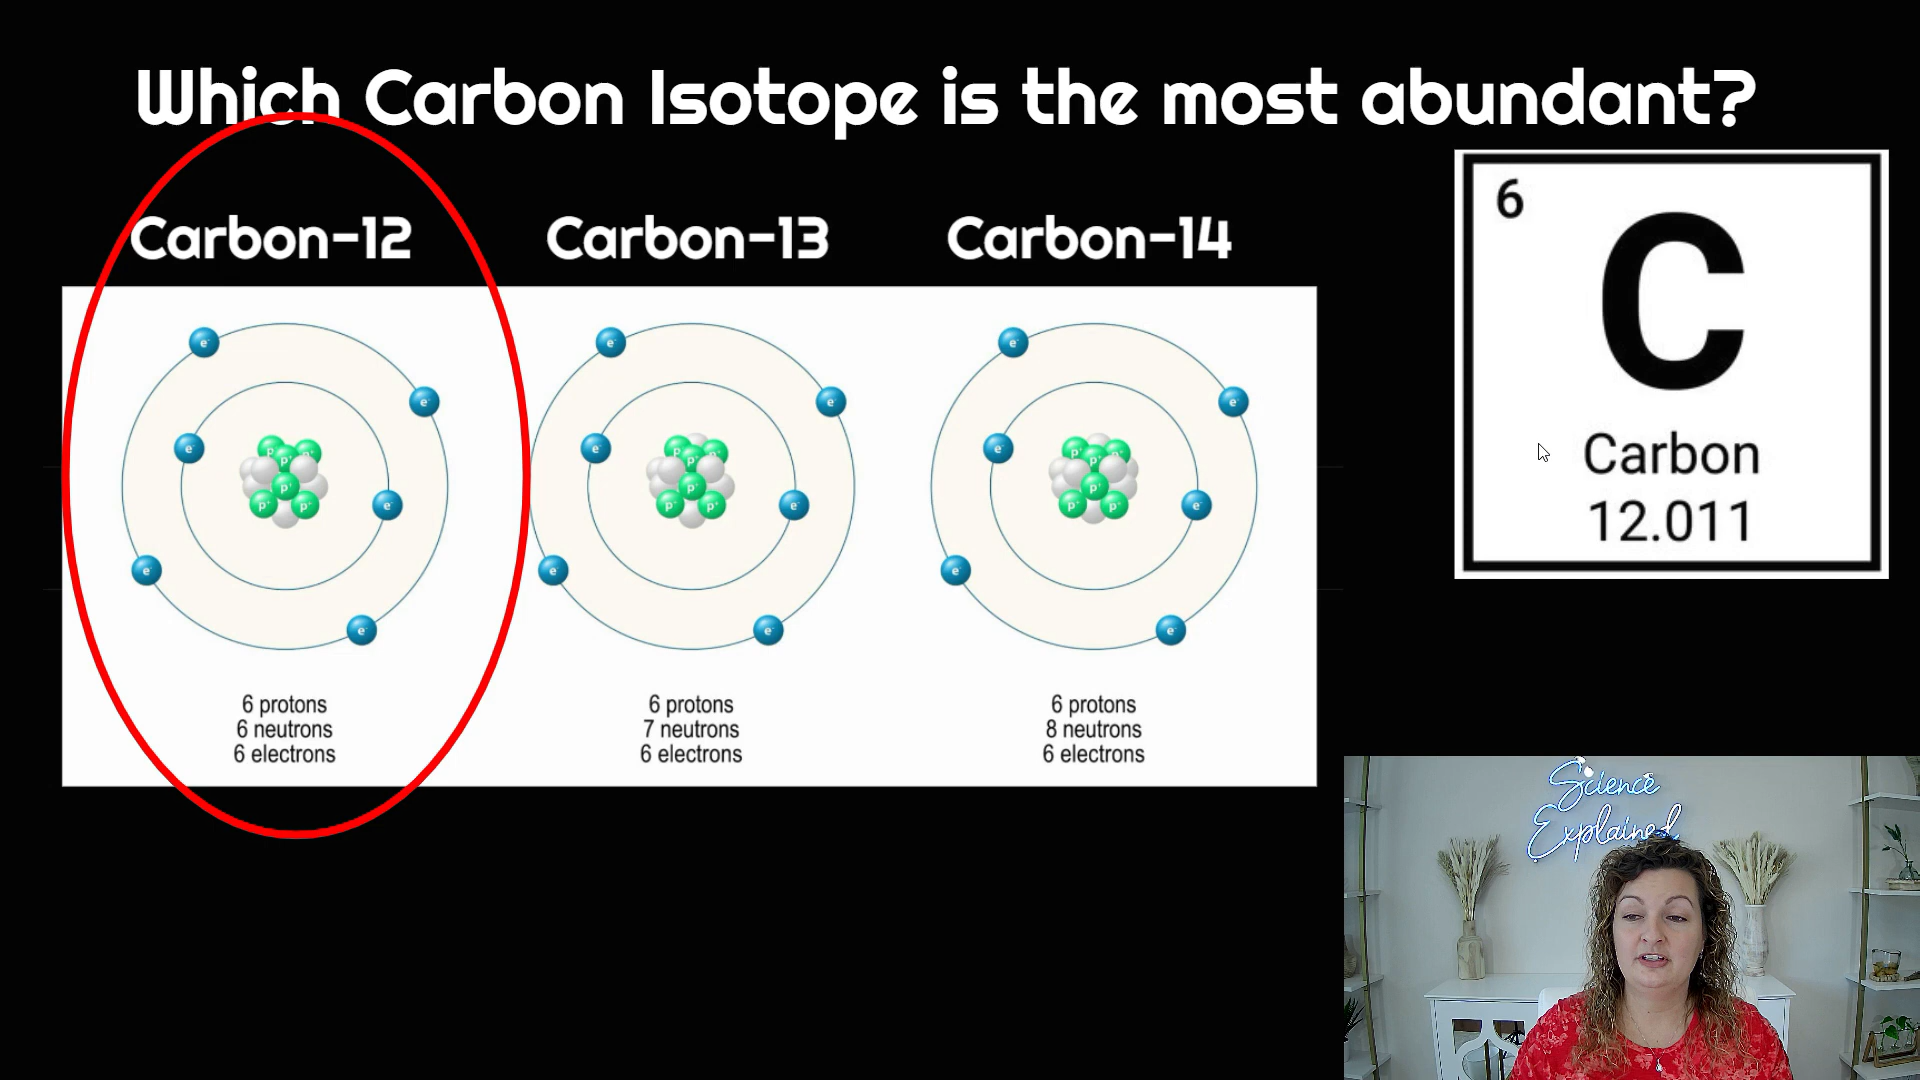 Which Carbon Isotope is the most abundant?
Carbon-12
Carbon-13
Carbon-14
6
C
Carbon
12.011
e⁻ e⁻ e⁻ e⁻ e⁻ e⁻
p⁺ p⁺ p⁺ p⁺ p⁺ p⁺
e⁻ e⁻ e⁻ e⁻ e⁻ e⁻
p⁺ p⁺ p⁺ p⁺ p⁺ p⁺
e⁻ e⁻ e⁻ e⁻ e⁻ e⁻
p⁺ p⁺ p⁺ p⁺ p⁺ p⁺
6 protons
6 neutrons
6 electrons
6 protons
7 neutrons
6 electrons
6 protons
8 neutrons
6 electrons
Science
Explained